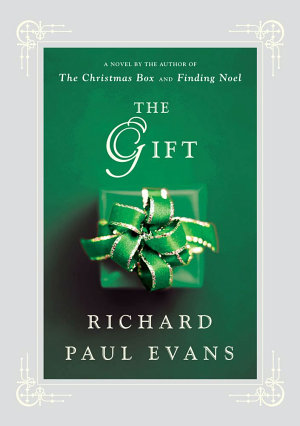 A NOVEL BY THE AUTHOR OF
The Christmas Box AND Finding Noel
THE
GIFT
RICHARD
PAUL EVANS